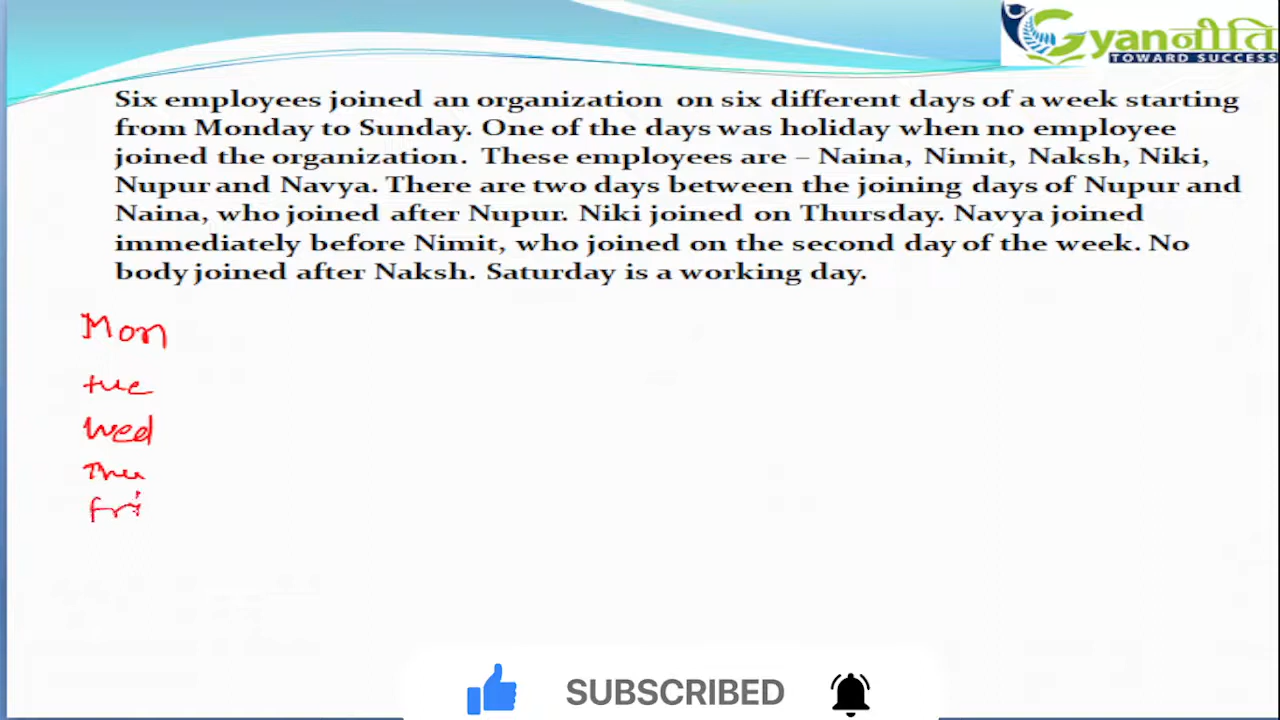 Gyanनीति
TOWARD SUCCESS
Six employees joined an organization on six different days of a week starting
from Monday to Sunday. One of the days was holiday when no employee
joined the organization. These employees are – Naina, Nimit, Naksh, Niki,
Nupur and Navya. There are two days between the joining days of Nupur and
Naina, who joined after Nupur. Niki joined on Thursday. Navya joined
immediately before Nimit, who joined on the second day of the week. No
body joined after Naksh. Saturday is a working day.
Mon
tue
Wed
Thu
fri
SUBSCRIBED